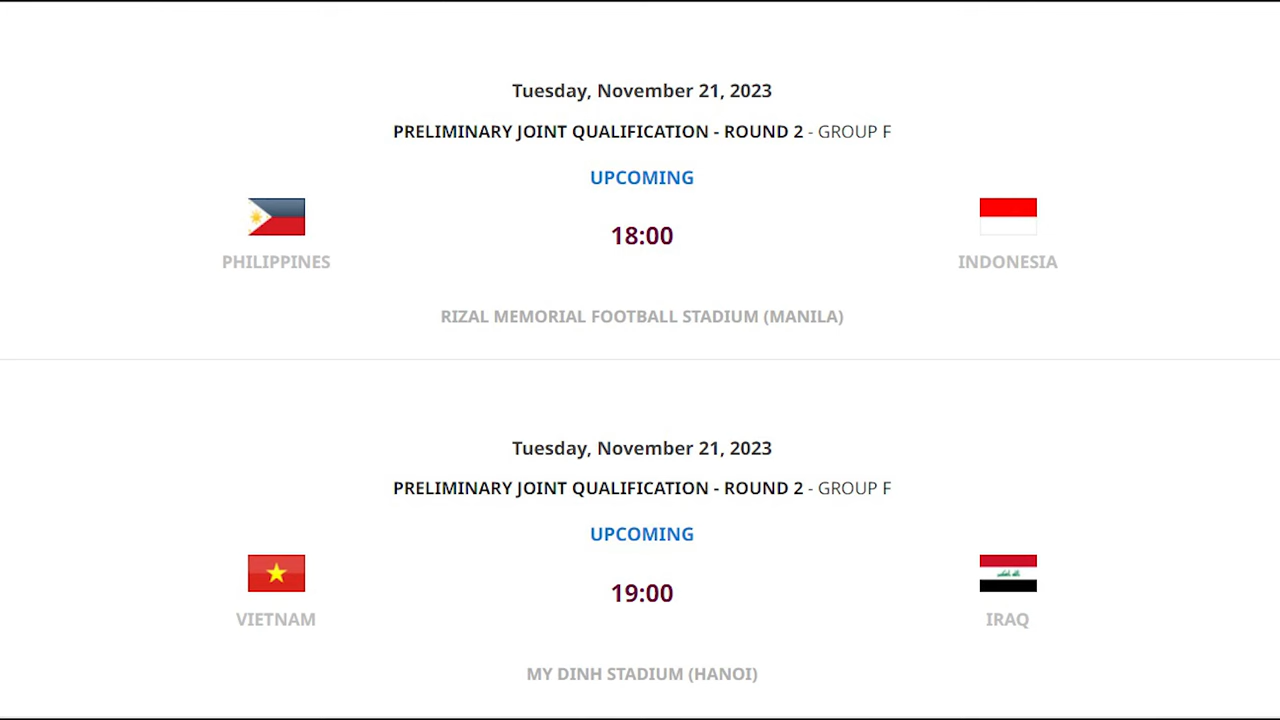 Tuesday, November 21, 2023
PRELIMINARY JOINT QUALIFICATION - ROUND 2 - GROUP F
UPCOMING
18:00
PHILIPPINES
INDONESIA
RIZAL MEMORIAL FOOTBALL STADIUM (MANILA)
Tuesday, November 21, 2023
PRELIMINARY JOINT QUALIFICATION - ROUND 2 - GROUP F
UPCOMING
19:00
VIETNAM
IRAQ
MY DINH STADIUM (HANOI)